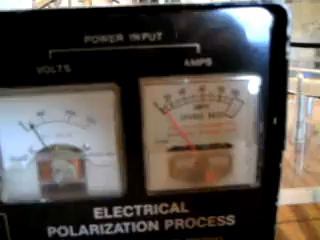 POWER INPUT
VOLTS AMPS
ELECTRICAL
POLARIZATION PROCESS